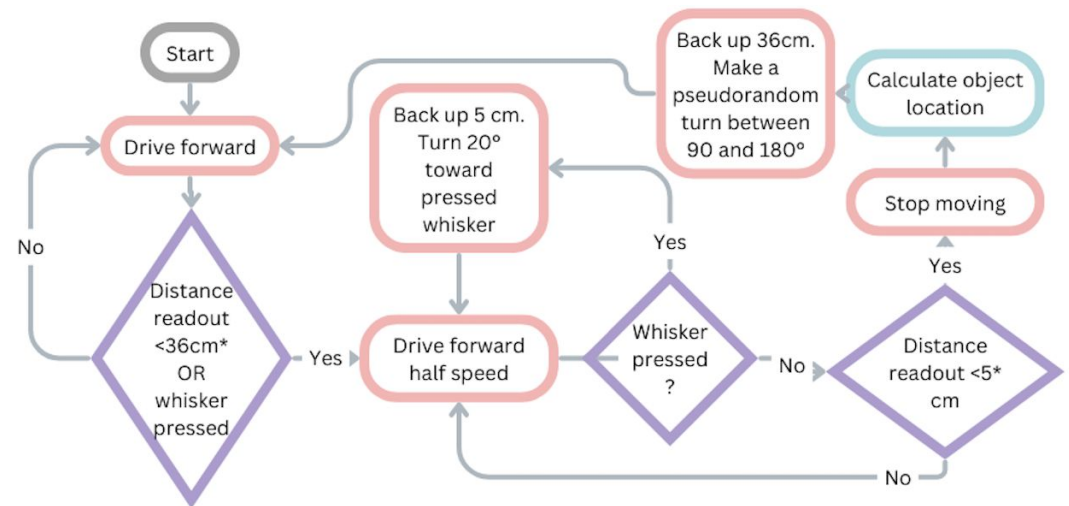 Start
Drive forward
No
Distance
readout
<36cm*
OR
whisker
pressed
Yes
Back up 5 cm.
Turn 20°
toward
pressed
whisker
Drive forward
half speed
Whisker
pressed
?
Yes
No
Distance
readout <5*
cm
No
Yes
Stop moving
Calculate object
location
Back up 36cm.
Make a
pseudorandom
turn between
90 and 180°